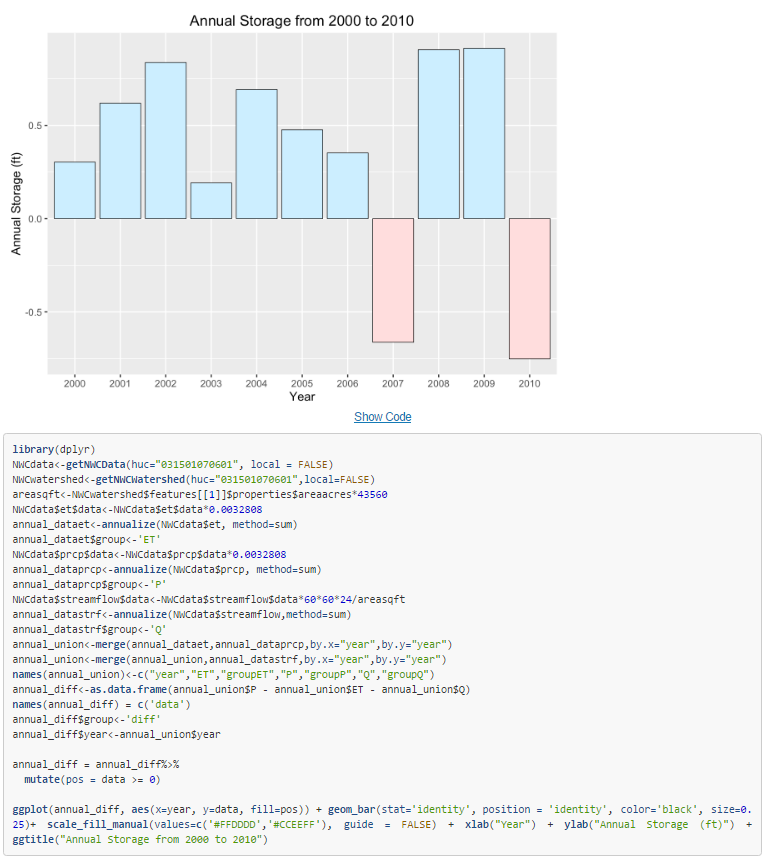 Annual Storage from 2000 to 2010
Annual Storage (ft)
0.5
0.0
-0.5
2000 2001 2002 2003 2004 2005 2006 2007 2008 2009 2010
Year
Show Code
library(dplyr)
NWCdata<-getNWCData(huc="031501070601", local = FALSE)
NWCwatershed<-getNWCWatershed(huc="031501070601",local=FALSE)
areasqft<-NWCwatershed$features[[1]]$properties$areaacres*43560
NWCdata$et$data<-NWCdata$et$data*0.0032808
annual_dataet<-annualize(NWCdata$et, method=sum)
annual_dataet$group<-'ET'
NWCdata$prcp$data<-NWCdata$prcp$data*0.0032808
annual_dataprcp<-annualize(NWCdata$prcp, method=sum)
annual_dataprcp$group<-'P'
NWCdata$streamflow$data<-NWCdata$streamflow$data*60*60*24/areasqft
annual_datastrf<-annualize(NWCdata$streamflow,method=sum)
annual_datastrf$group<-'Q'
annual_union<-merge(annual_dataet,annual_dataprcp,by.x="year",by.y="year")
annual_union<-merge(annual_union,annual_datastrf,by.x="year",by.y="year")
names(annual_union)<-c("year","ET","groupET","P","groupP","Q","groupQ")
annual_diff<-as.data.frame(annual_union$P - annual_union$ET - annual_union$Q)
names(annual_diff) = c('data')
annual_diff$group<-'diff'
annual_diff$year<-annual_union$year
annual_diff = annual_diff%>%
mutate(pos = data >= 0)
ggplot(annual_diff, aes(x=year, y=data, fill=pos)) + geom_bar(stat='identity', position = 'identity', color='black', size=0.
25)+ scale_fill_manual(values=c('#FFDDDD','#CCEEFF'), guide = FALSE) + xlab("Year") + ylab("Annual Storage (ft)") +
ggtitle("Annual Storage from 2000 to 2010")